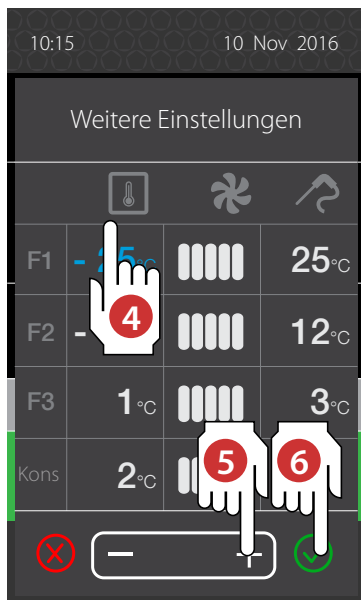 10:15 10 Nov 2016
Weitere Einstellungen
F1 - 25°C 25°C
4
F2 - 12°C
F3 1°C 3°C
Kons 2°C
5 6
− +